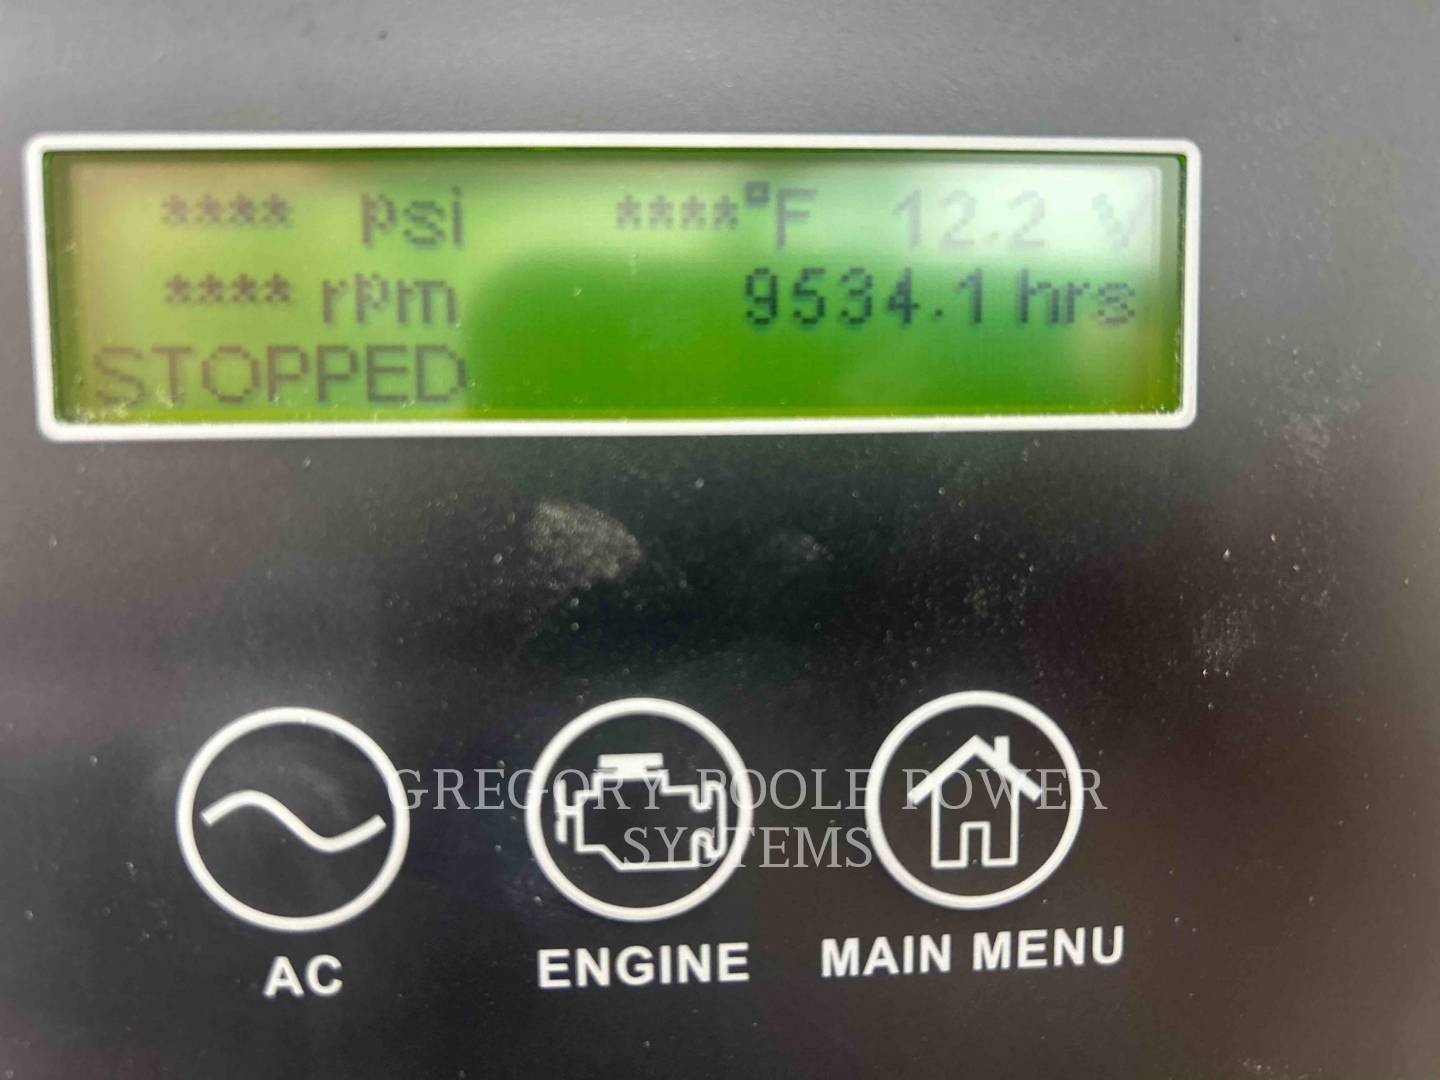 **** psi ****°F 12.2 V
**** rpm 9534.1 hrs
STOPPED
GREGORY POOLE POWER
SYSTEMS
AC ENGINE MAIN MENU